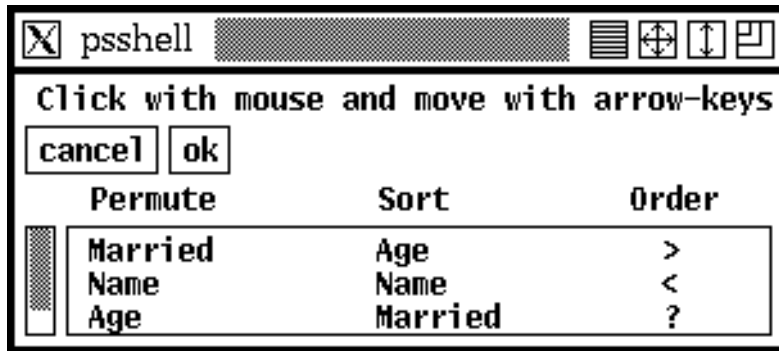 psshell
Click with mouse and move with arrow-keys
cancel ok
Permute Sort Order
Married Age >
Name Name <
Age Married ?